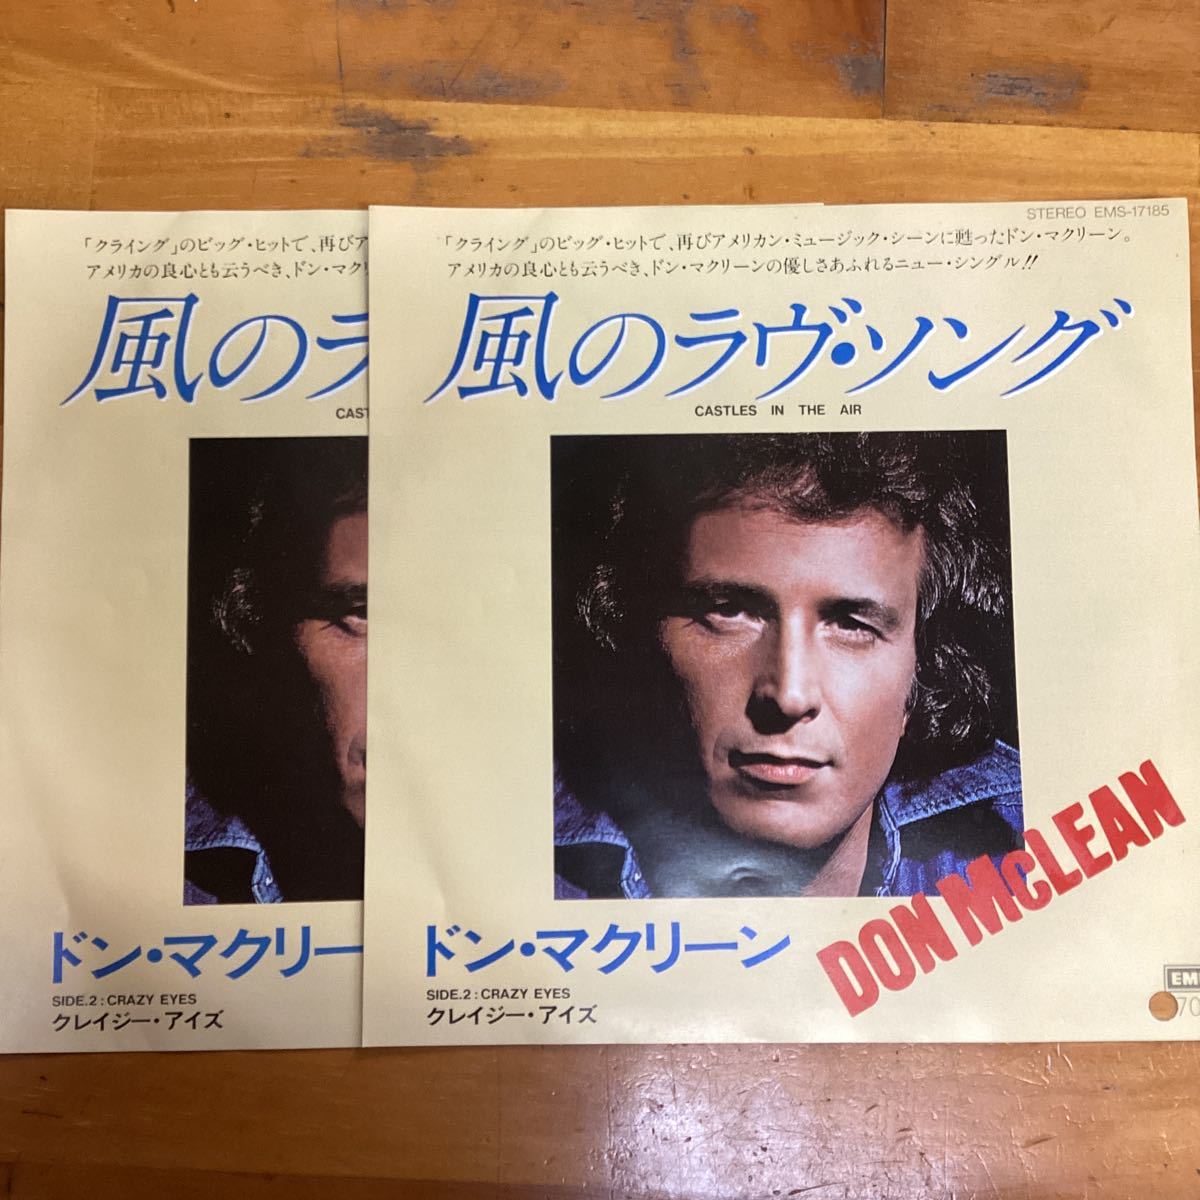 「クライング」のビッグ・ヒットで、再びア
アメリカの良心とも云うべき、ドン・マクリ
風のラ
CAST
ドン・マクリー
SIDE.2 : CRAZY EYES
クレイジー・アイズ
STEREO EMS-17185
「クライング」のビッグ・ヒットで、再びアメリカン・ミュージック・シーンに甦ったドン・マクリーン。
アメリカの良心とも云うべき、ドン・マクリーンの優しさあふれるニュー・シングル!!
風のラヴ・ソング
CASTLES IN THE AIR
DON McLEAN
ドン・マクリーン
SIDE.2 : CRAZY EYES
クレイジー・アイズ
EM
70